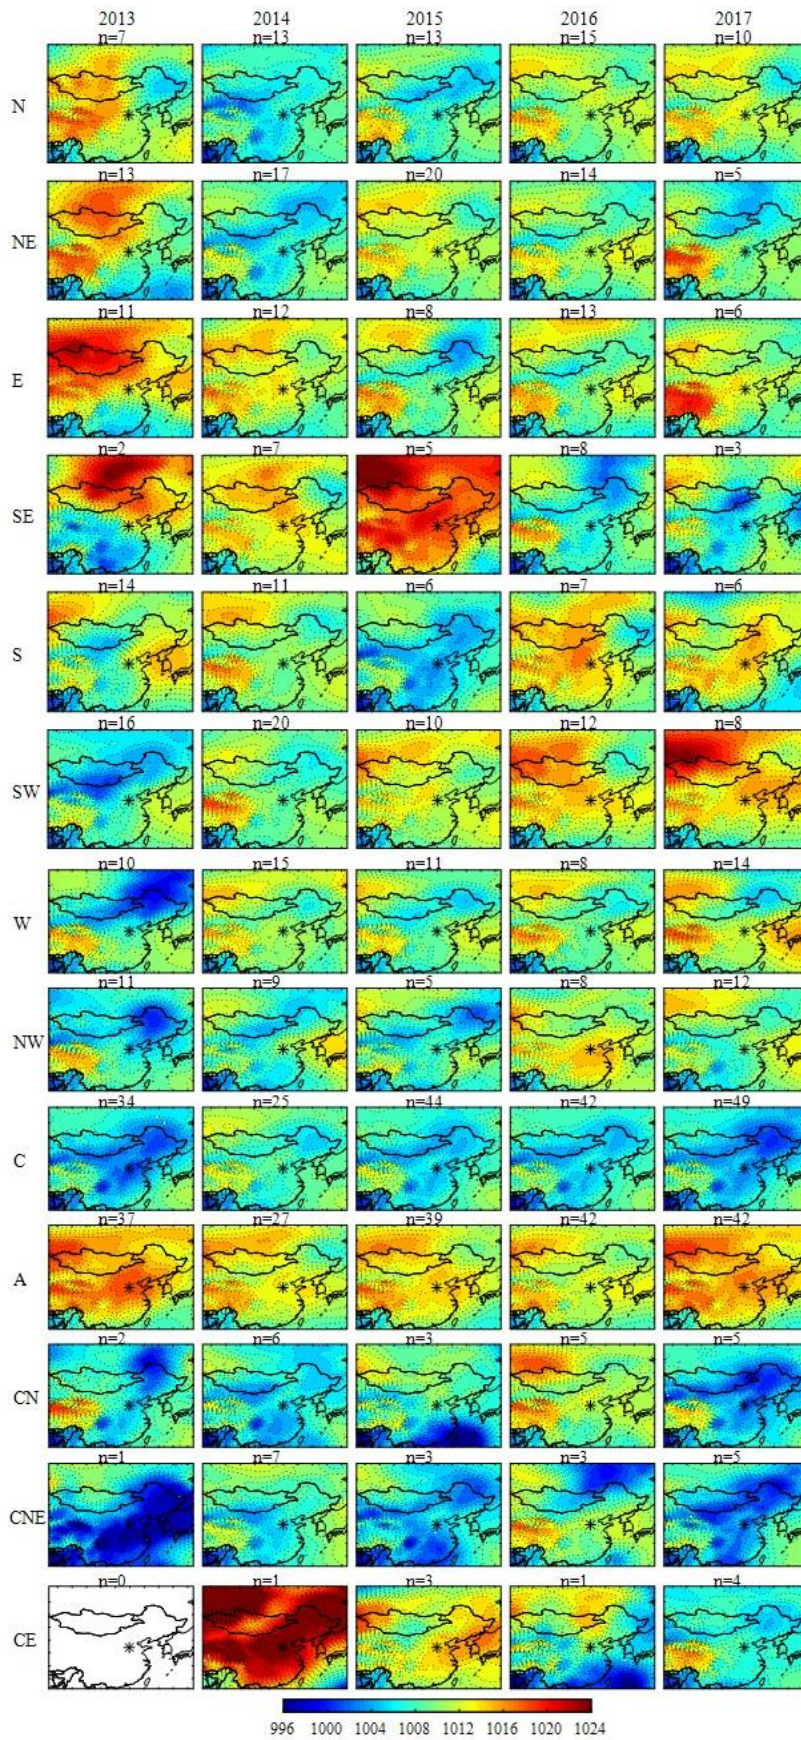 2013 2014 2015 2016 2017
n=7 n=13 n=13 n=15 n=10
N
n=13 n=17 n=20 n=14 n=5
NE
n=11 n=12 n=8 n=13 n=6
E
n=2 n=7 n=5 n=8 n=3
SE
n=14 n=11 n=6 n=7 n=6
S
n=16 n=20 n=10 n=12 n=8
SW
n=10 n=15 n=11 n=8 n=14
W
n=11 n=9 n=5 n=8 n=12
NW
n=34 n=25 n=44 n=42 n=49
C
n=37 n=27 n=39 n=42 n=42
A
n=2 n=6 n=3 n=5 n=5
CN
n=1 n=7 n=3 n=3 n=5
CNE
n=0 n=1 n=3 n=1 n=4
CE
996 1000 1004 1008 1012 1016 1020 1024